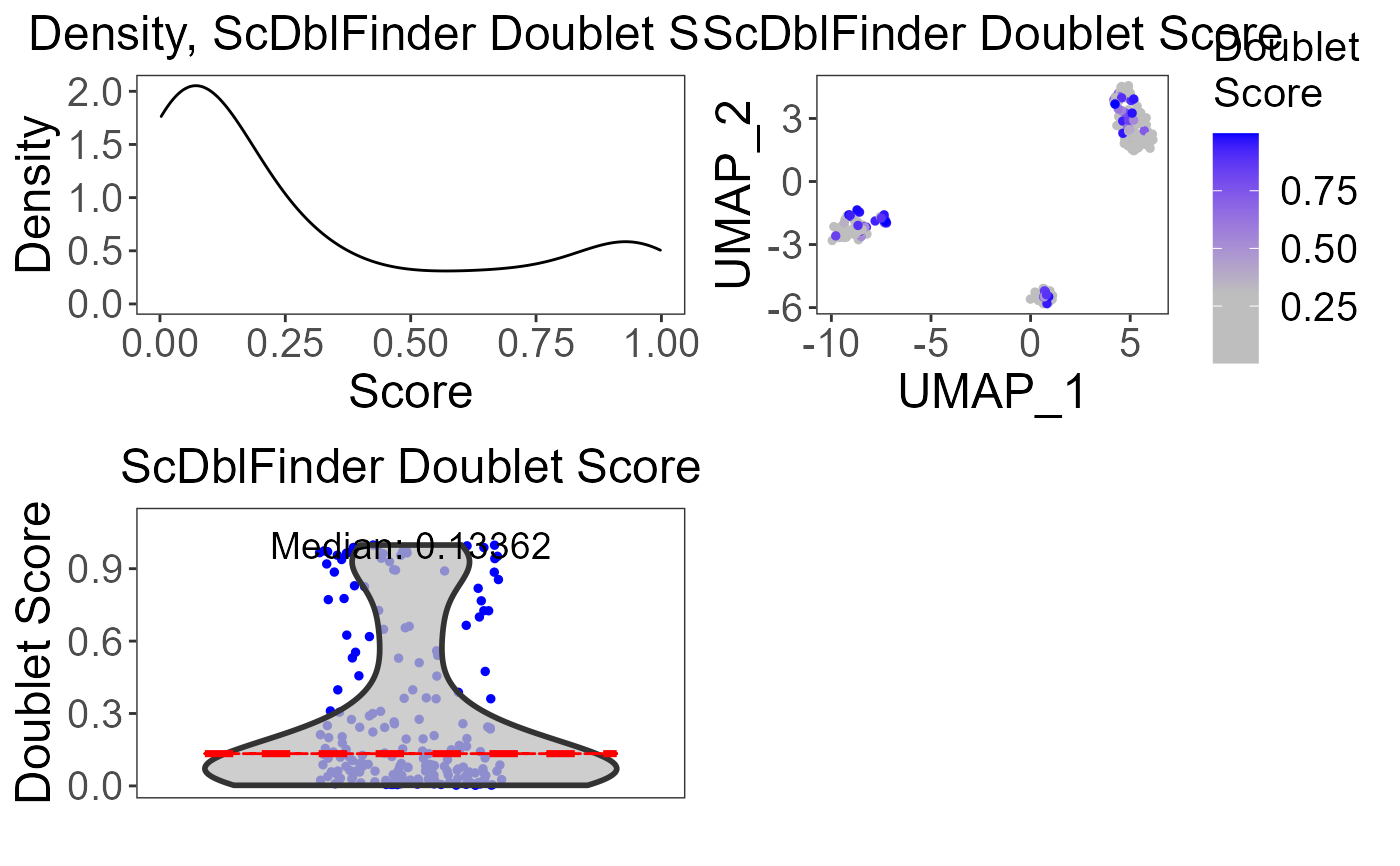 Density, ScDblFinder Doublet S
ScDblFinder Doublet Score
Density
2.0
1.5
1.0
0.5
0.0
0.00 0.25 0.50 0.75 1.00
Score
UMAP_2
3
0
-3
-6
-10 -5 0 5
UMAP_1
Doublet
Score
0.75
0.50
0.25
ScDblFinder Doublet Score
Doublet Score
0.9
0.6
0.3
0.0
Median: 0.13362